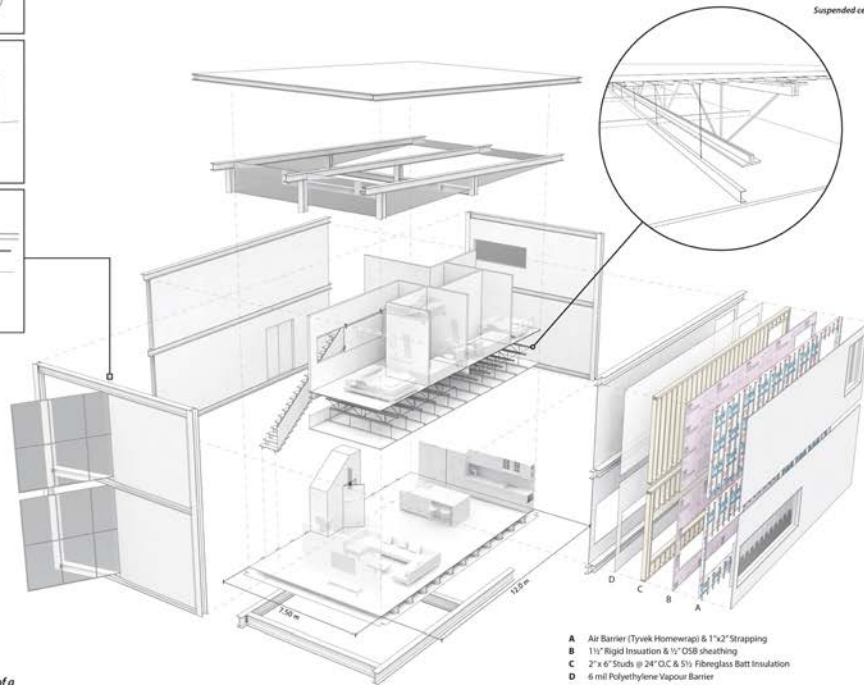 Suspended ce
7.50 m
12.0 m
D
C
B
A
A Air Barrier (Tyvek Homewrap) & 1"x2" Strapping
B 1½" Rigid Insuation & ½" OSB sheathing
C 2" x 6" Studs @ 24" O.C & 5½ Fibreglass Batt Insulation
D 6 mil Polyethylene Vapour Barrier
of a